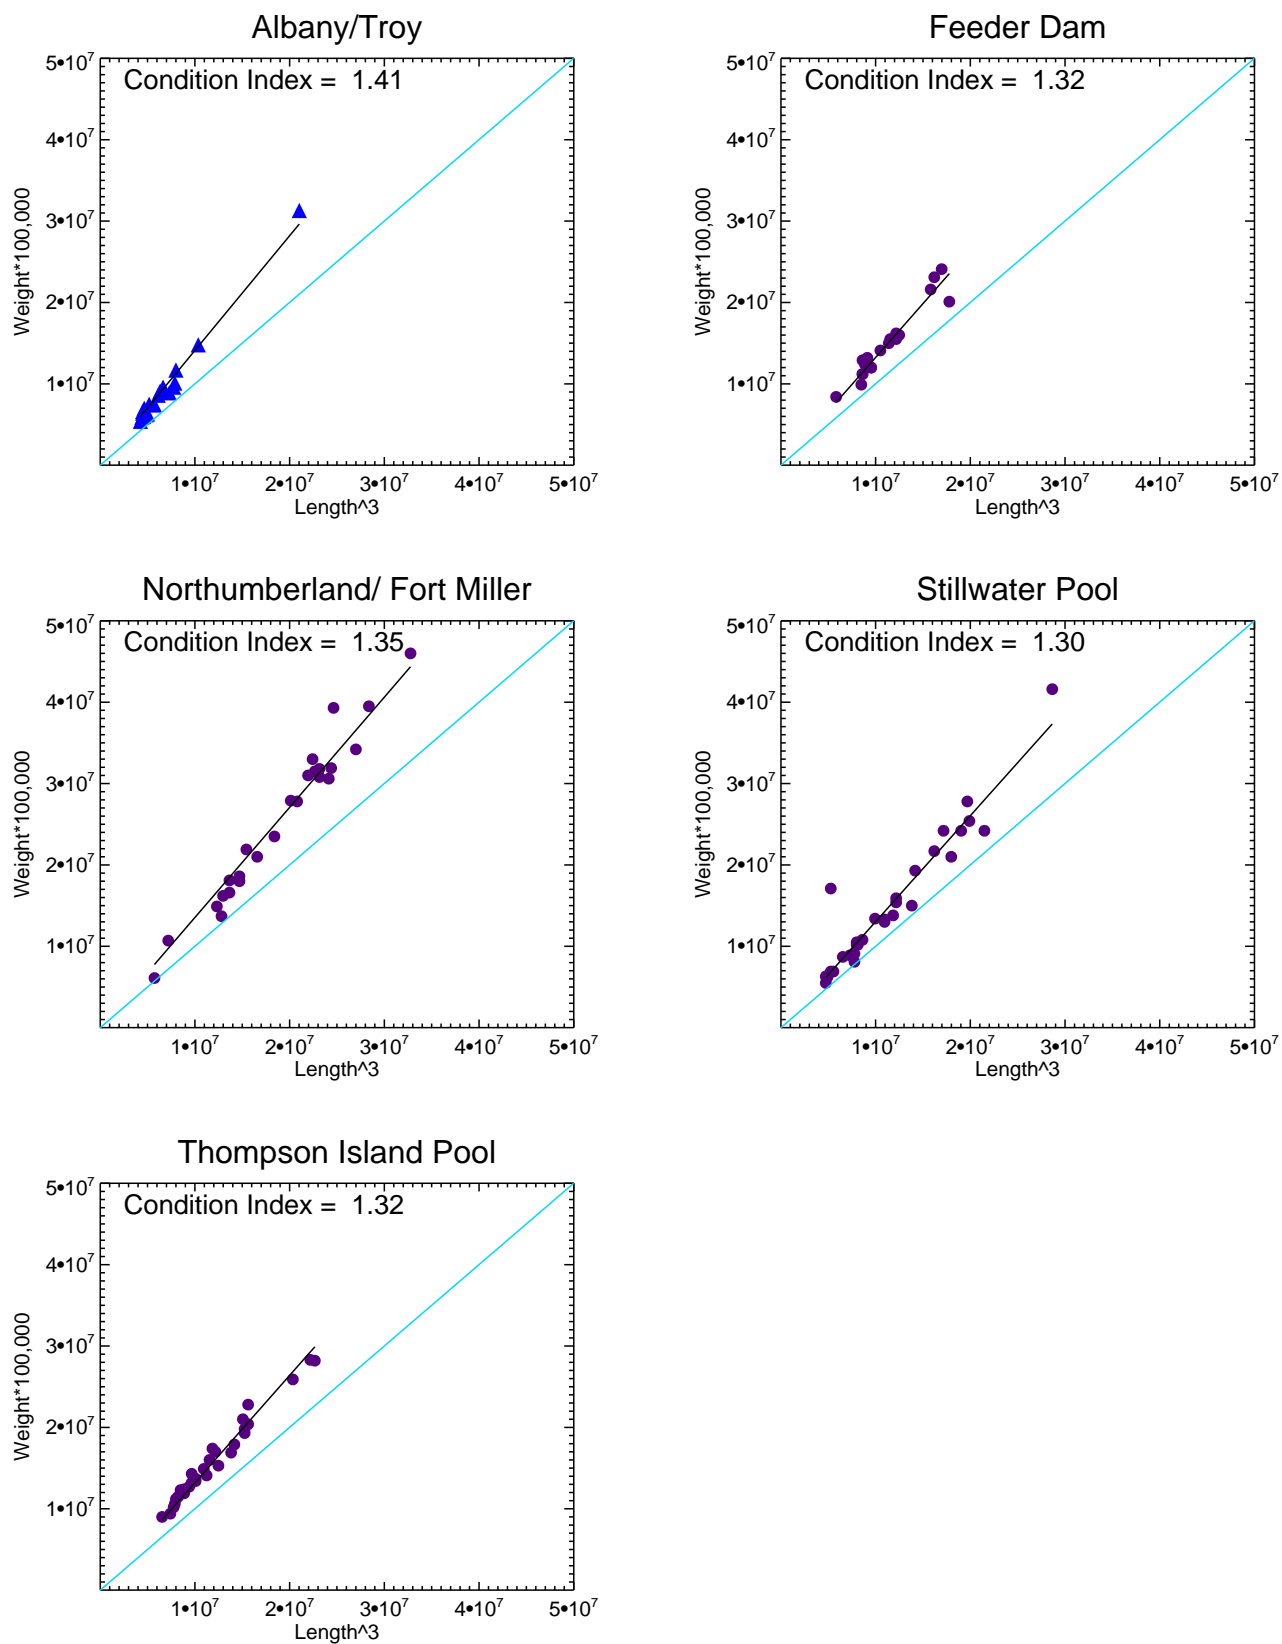 Albany/Troy
Condition Index = 1.41
5•10^7
4•10^7
3•10^7
2•10^7
1•10^7
Weight*100,000
1•10^7 2•10^7 3•10^7 4•10^7 5•10^7
Length^3
Feeder Dam
Condition Index = 1.32
5•10^7
4•10^7
3•10^7
2•10^7
1•10^7
Weight*100,000
1•10^7 2•10^7 3•10^7 4•10^7 5•10^7
Length^3
Northumberland/ Fort Miller
Condition Index = 1.35
5•10^7
4•10^7
3•10^7
2•10^7
1•10^7
Weight*100,000
1•10^7 2•10^7 3•10^7 4•10^7 5•10^7
Length^3
Stillwater Pool
Condition Index = 1.30
5•10^7
4•10^7
3•10^7
2•10^7
1•10^7
Weight*100,000
1•10^7 2•10^7 3•10^7 4•10^7 5•10^7
Length^3
Thompson Island Pool
Condition Index = 1.32
5•10^7
4•10^7
3•10^7
2•10^7
1•10^7
Weight*100,000
1•10^7 2•10^7 3•10^7 4•10^7 5•10^7
Length^3